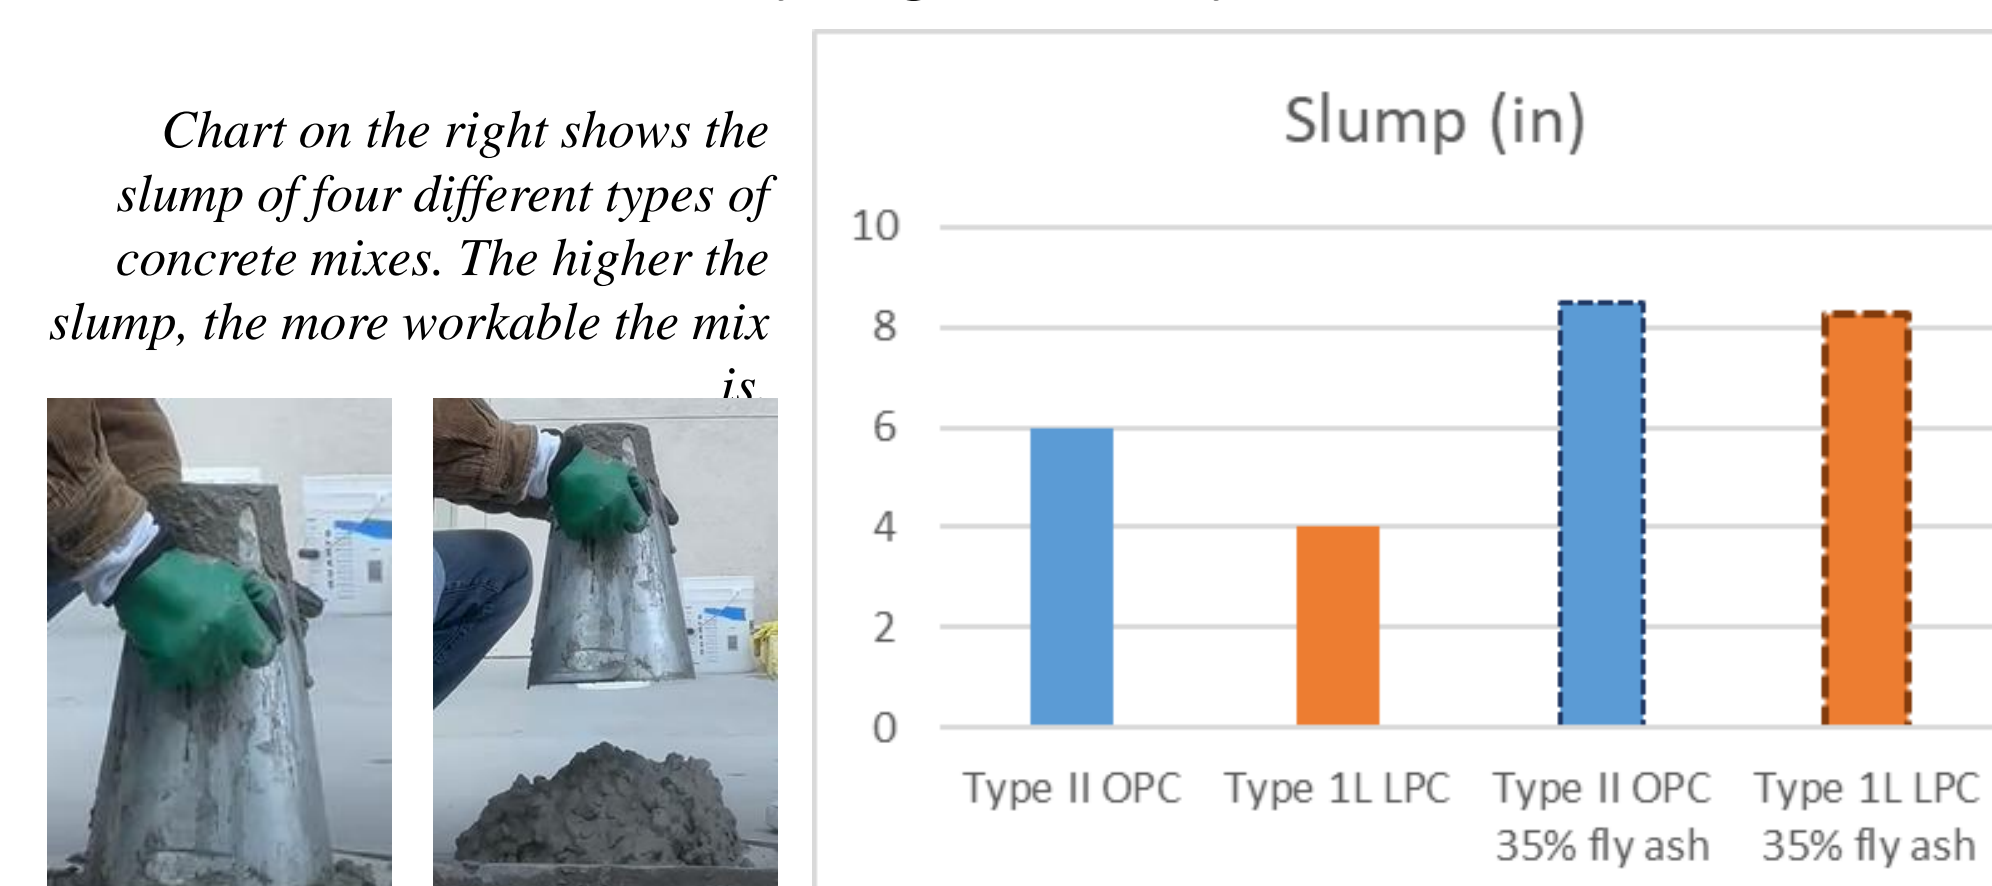 Chart on the right shows the
slump of four different types of
concrete mixes. The higher the
slump, the more workable the mix
is.
Slump (in)
10
8
6
4
2
0
Type II OPC
Type 1L LPC
Type II OPC
35% fly ash
Type 1L LPC
35% fly ash